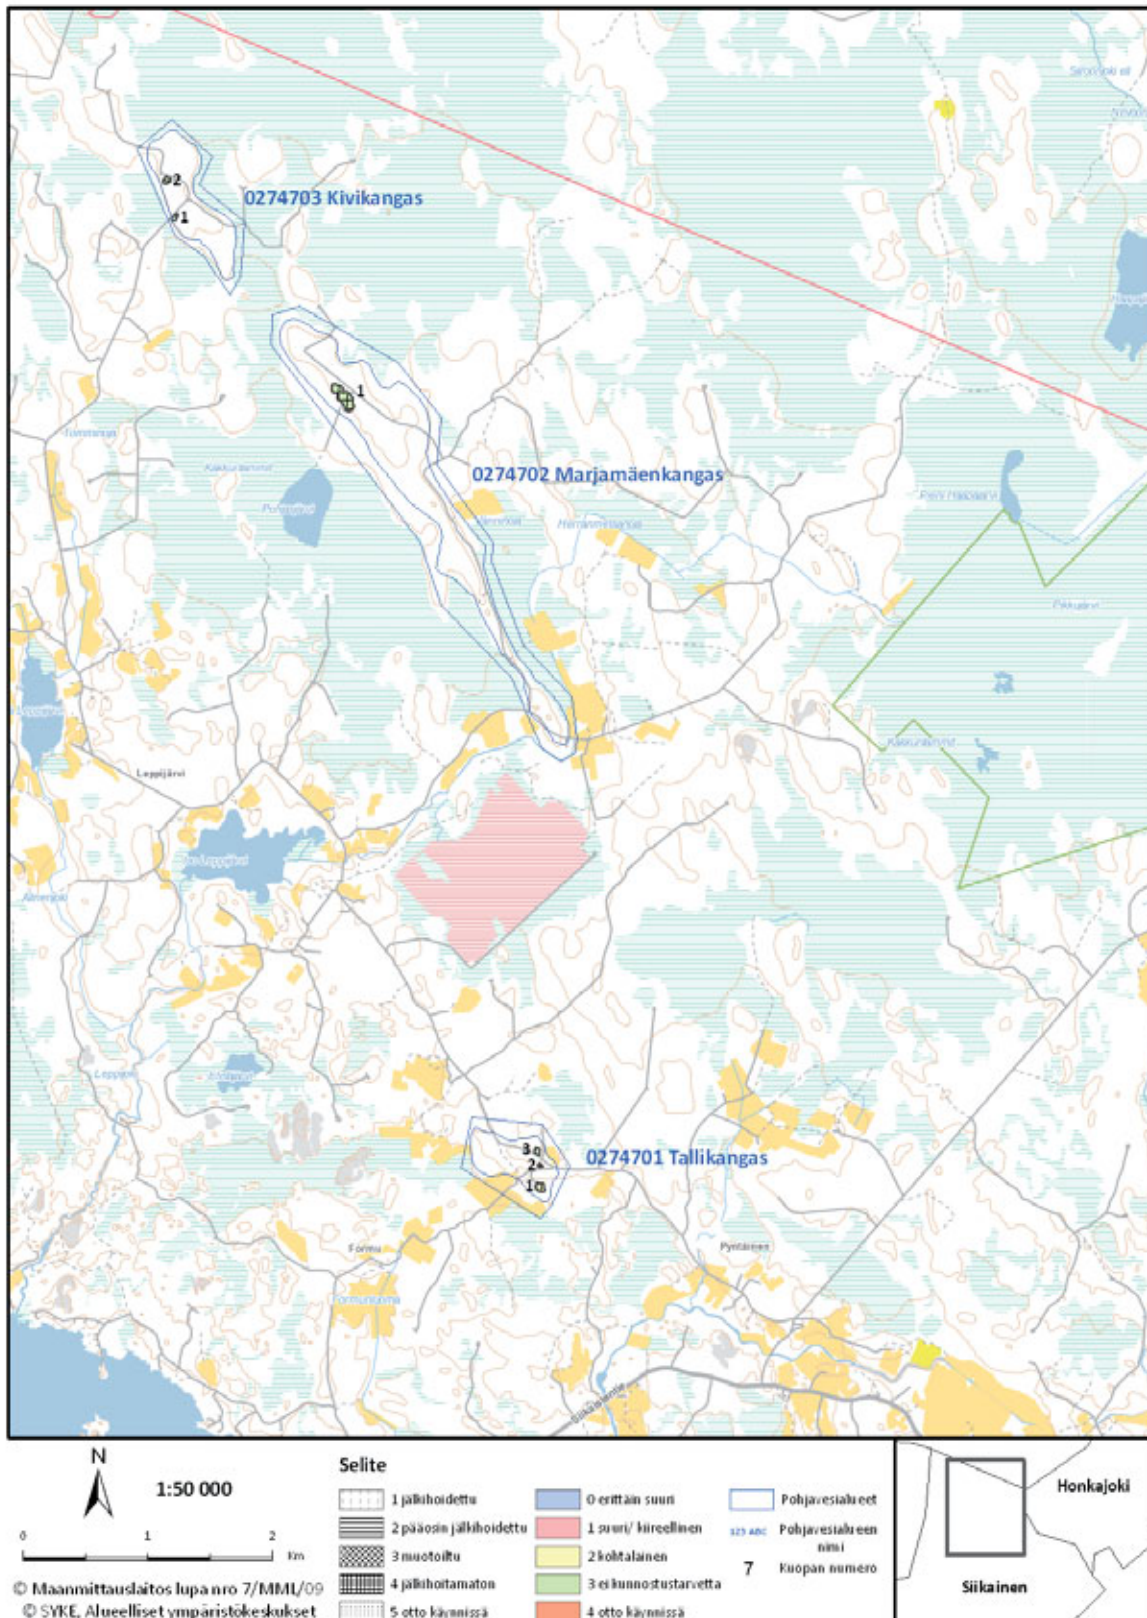 2
0274703 Kivikangas
1
1
0274702 Marjamäenkangas
Leppijärvi
3
0274701 Tallikangas
2
1
Formu
Pyntäinen
N
1:50 000
0 1 2
Km
© Maanmittauslaitos lupa nro 7/MML/09
© SYKE, Alueelliset ympäristökeskukset
Selite
1 jälkihoidettu
2 pääosin jälkihoidettu
3 muotoiltu
4 jälkihoitamaton
5 otto käynnissä
0 erittäin suuri
1 suuri/ kiireellinen
2 kohtalainen
3 ei kunnostustarvetta
4 otto käynnissä
Pohjavesialueet
123 ABC Pohjavesialueen
nimi
7 Kuopan numero
Honkajoki
Siikainen